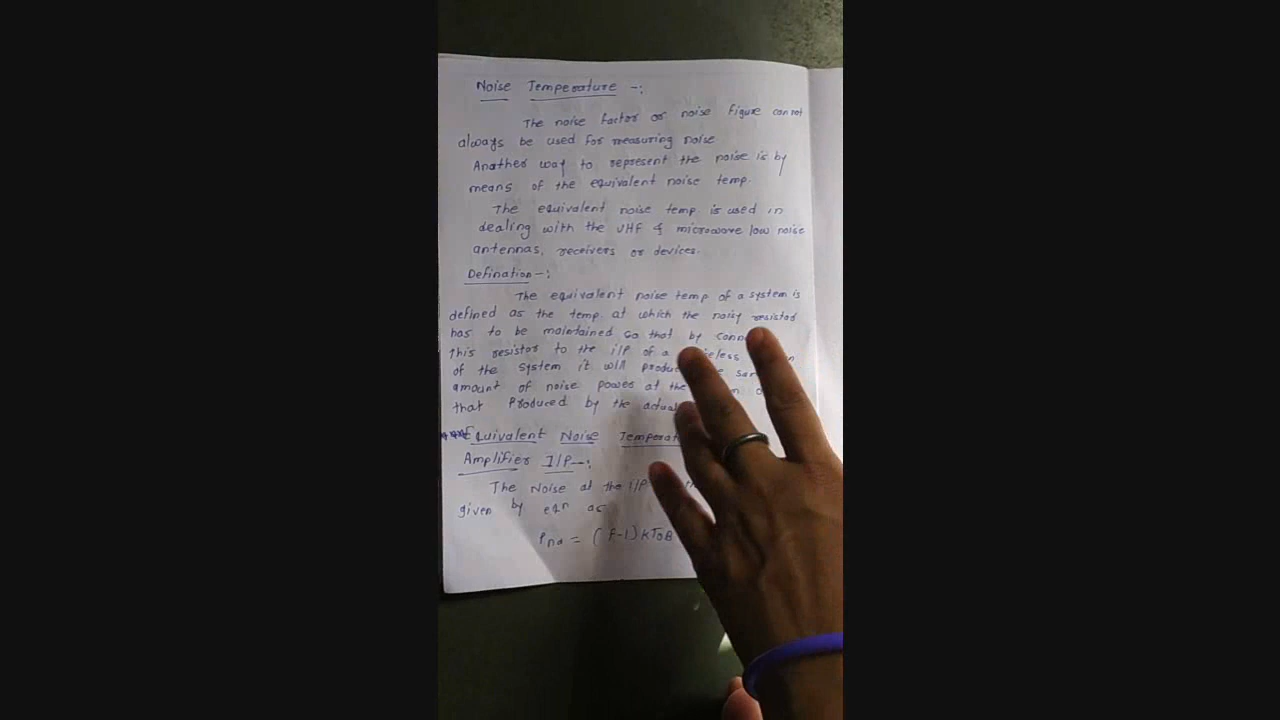 Noise Temperature -:
The noise factor or noise figure cannot
always be used for measuring noise
Another way to represent the noise is by
means of the equivalent noise temp.
The equivalent noise temp is used in
dealing with the UHF & microwave low noise
antennas, receivers or devices.
Defination -:
The equivalent noise temp of a system is
defined as the temp at which the noisy resistor
has to be maintained so that by
This resistor to the i/P of a
of the system it will
amount of noise power at the
that Produced by the
Equivalent Noise
Amplifier I/P -:
The Noise at the I/P
given by eqn as
Pna = (F-1) KT0B